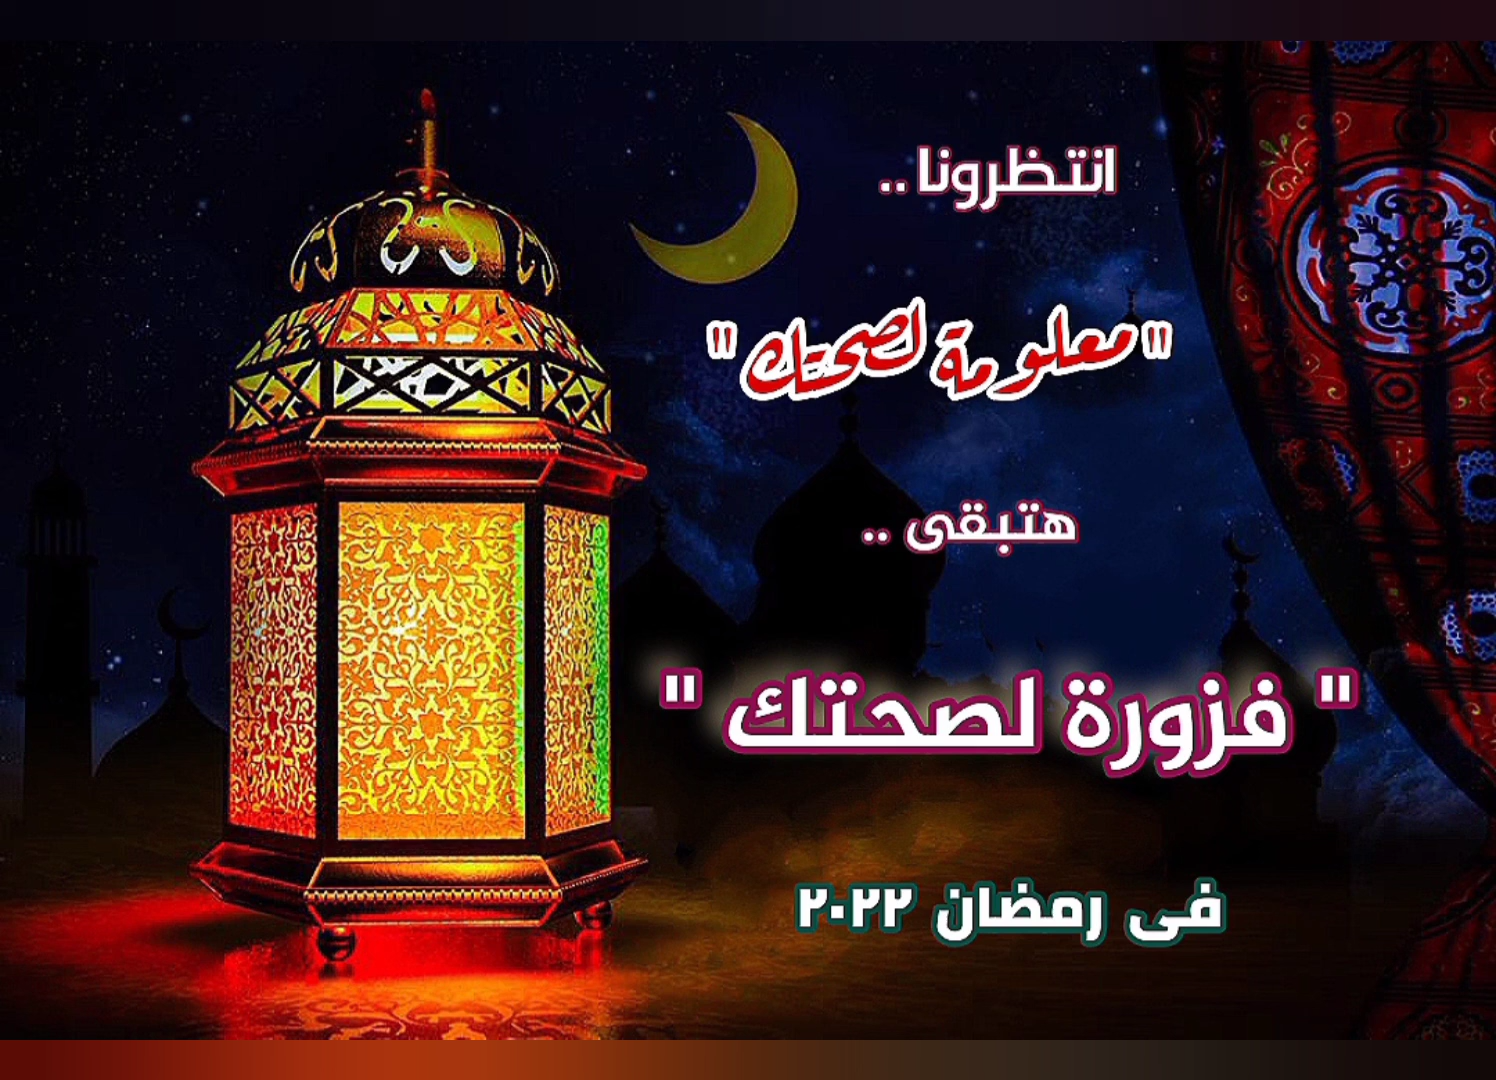 انتظرونا ..
"معلومة لصحتك"
هتبقى ..
" فزورة لصحتك "
فى رمضان ٢٠٢٢